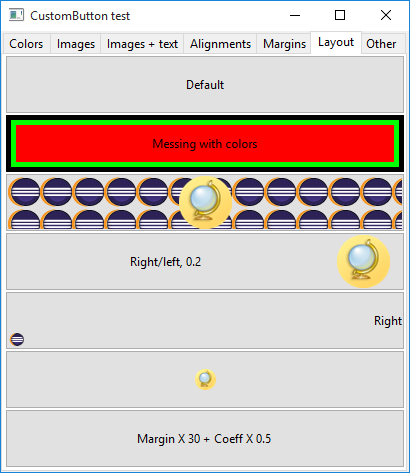 CustomButton test
Colors Images Images + text Alignments Margins Layout Other
Default
Messing with colors
Right/left, 0.2
Right
Margin X 30 + Coeff X 0.5